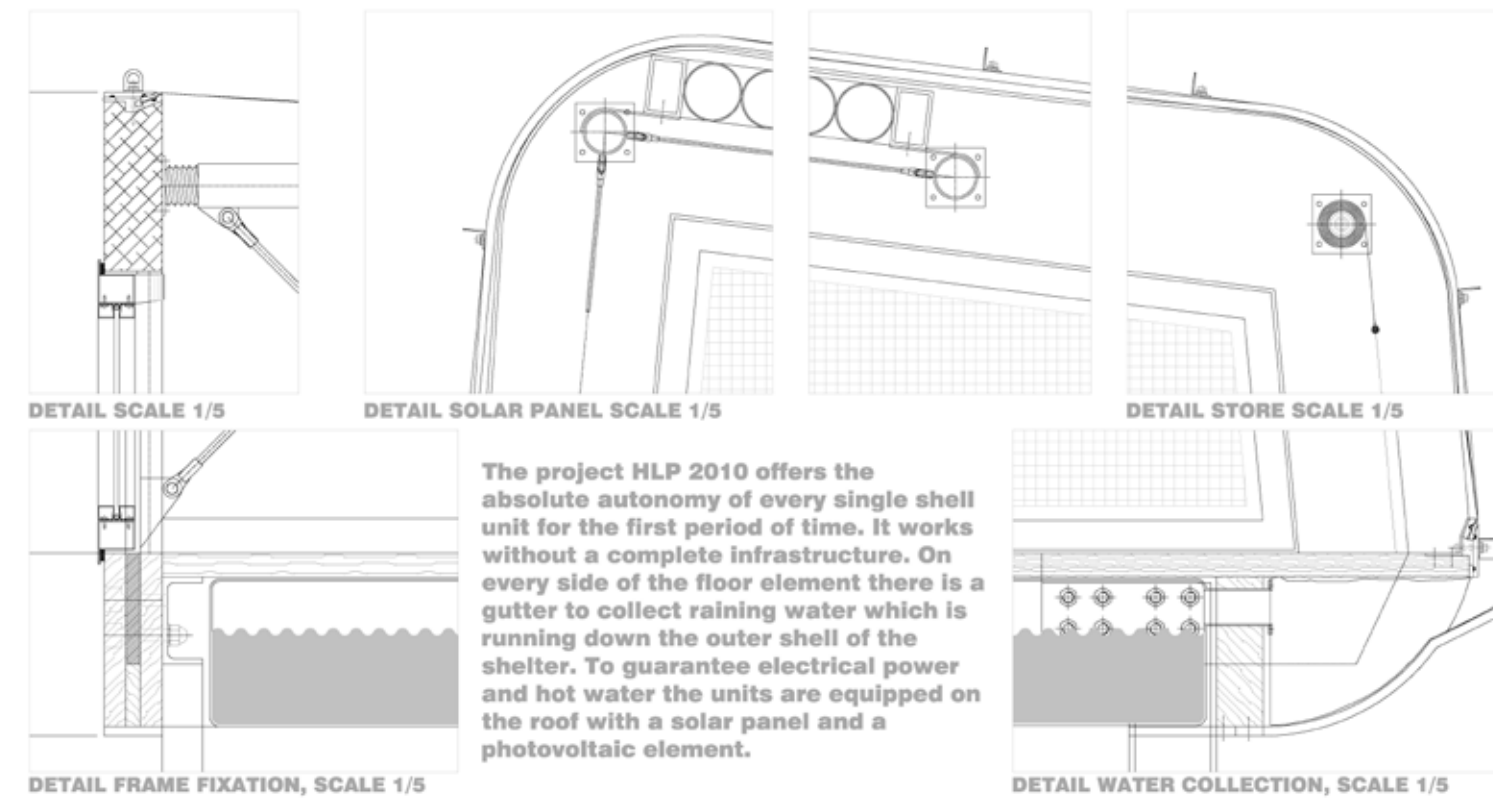 DETAIL SCALE 1/5
DETAIL SOLAR PANEL SCALE 1/5
DETAIL STORE SCALE 1/5
The project HLP 2010 offers the
absolute autonomy of every single shell
unit for the first period of time. It works
without a complete infrastructure. On
every side of the floor element there is a
gutter to collect raining water which is
running down the outer shell of the
shelter. To guarantee electrical power
and hot water the units are equipped on
the roof with a solar panel and a
photovoltaic element.
DETAIL FRAME FIXATION, SCALE 1/5
DETAIL WATER COLLECTION, SCALE 1/5